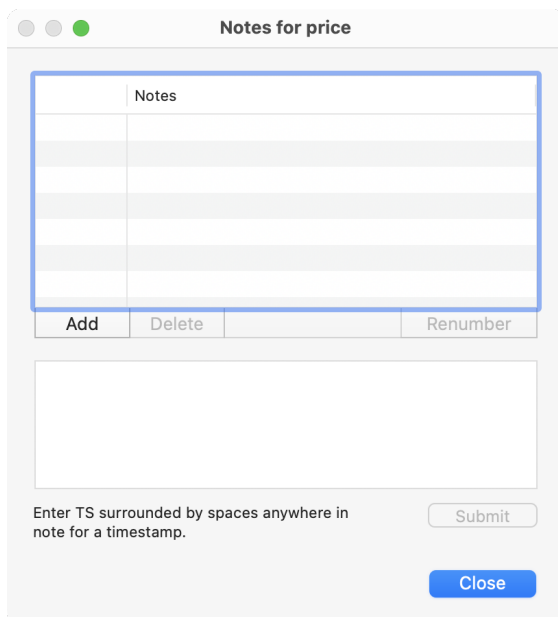 Notes for price
Notes
Add Delete Renumber
Enter TS surrounded by spaces anywhere in
note for a timestamp.
Submit
Close